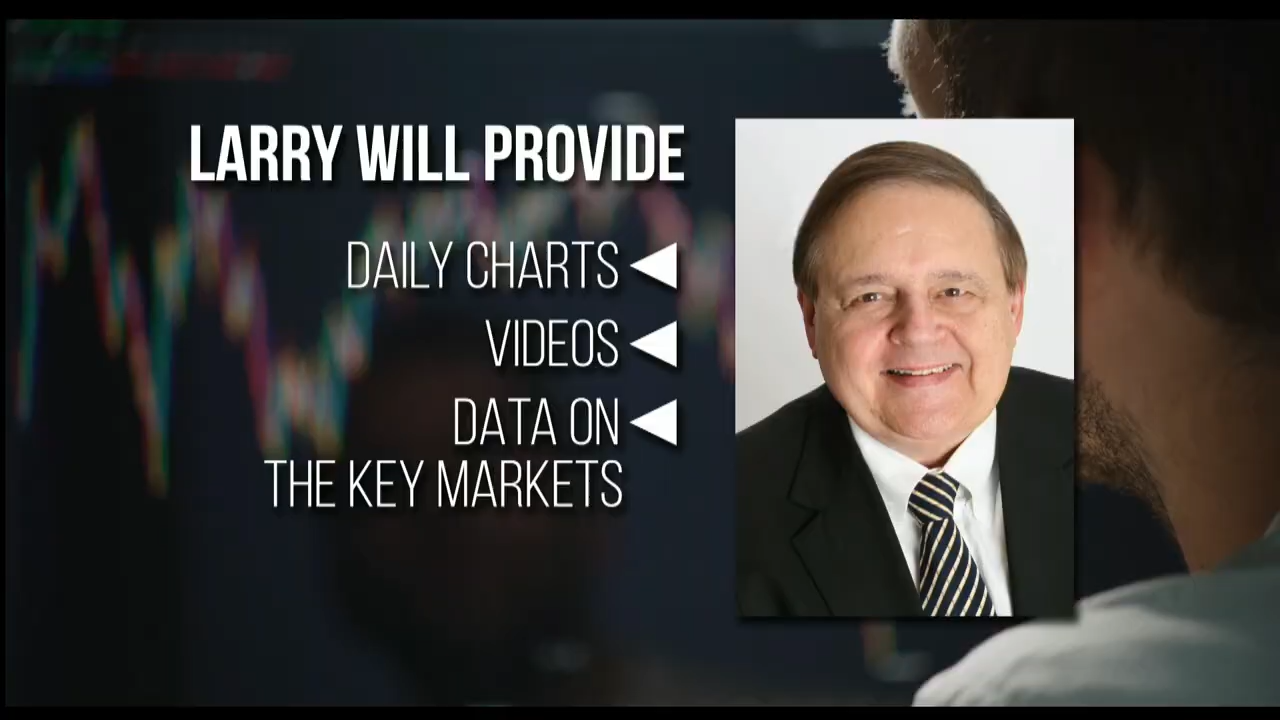 LARRY WILL PROVIDE
DAILY CHARTS
VIDEOS
DATA ON
THE KEY MARKETS